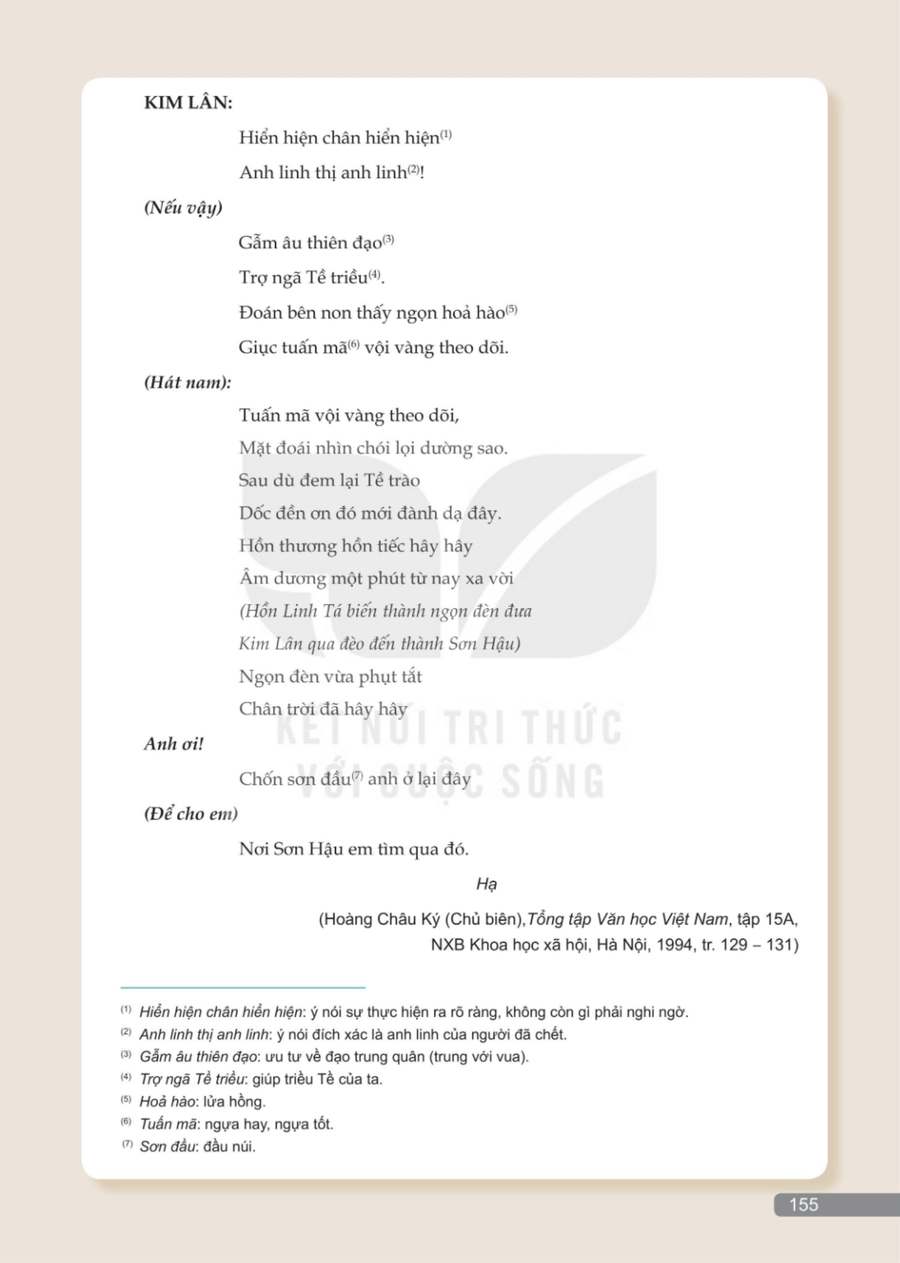 KIM LÂN:
Hiển hiện chân hiển hiện(1)
Anh linh thị anh linh(2)!
(Nếu vậy)
Gẫm âu thiên đạo(3)
Trợ ngã Tề triều(4).
Đoán bên non thấy ngọn hoả hào(5)
Giục tuấn mã(6) vội vàng theo dõi.
(Hát nam):
Tuấn mã vội vàng theo dõi,
Mặt đoái nhìn chói lọi dường sao.
Sau dù đem lại Tề trào
Dốc đền ơn đó mới đành dạ đây.
Hồn thương hồn tiếc hây hây
Âm dương một phút từ nay xa vời
(Hồn Linh Tá biến thành ngọn đèn đưa
Kim Lân qua đèo đến thành Sơn Hậu)
Ngọn đèn vừa phụt tắt
Chân trời đã hây hây
KẾT NỐI TRI THỨC
Anh ơi!
Chốn sơn đầu(7) anh ở lại đây
VỚI CUỘC SỐNG
(Để cho em)
Nơi Sơn Hậu em tìm qua đó.
Hạ
(Hoàng Châu Ký (Chủ biên),Tổng tập Văn học Việt Nam, tập 15A,
NXB Khoa học xã hội, Hà Nội, 1994, tr. 129 – 131)
(1) Hiển hiện chân hiển hiện: ý nói sự thực hiện ra rõ ràng, không còn gì phải nghi ngờ.
(2) Anh linh thị anh linh: ý nói đích xác là anh linh của người đã chết.
(3) Gẫm âu thiên đạo: ưu tư về đạo trung quân (trung với vua).
(4) Trợ ngã Tề triều: giúp triều Tề của ta.
(5) Hoả hào: lửa hồng.
(6) Tuấn mã: ngựa hay, ngựa tốt.
(7) Sơn đầu: đầu núi.
155